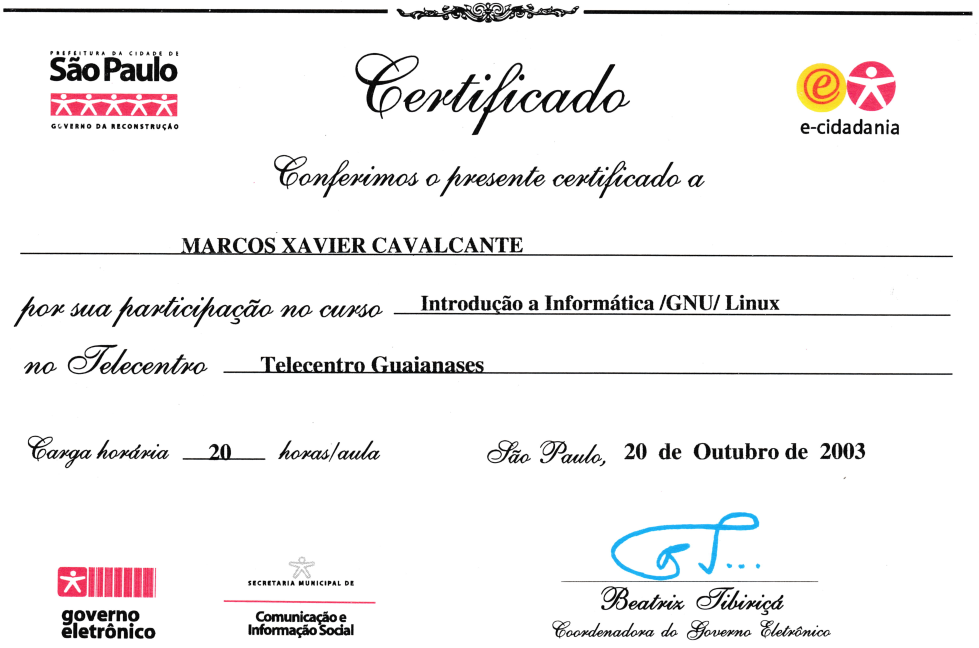 PREFEITURA DA CIDADE DE
São Paulo
GOVERNO DA RECONSTRUÇÃO
Certificado
e-cidadania
Conferimos o presente certificado a
MARCOS XAVIER CAVALCANTE
por sua participação no curso Introdução a Informática /GNU/ Linux
no Telecentro Telecentro Guaianases
Carga horária 20 horas/aula São Paulo, 20 de Outubro de 2003
governo
eletrônico
SECRETARIA MUNICIPAL DE
Comunicação e
Informação Social
Beatriz Tibiriçá
Coordenadora do Governo Eletrônico